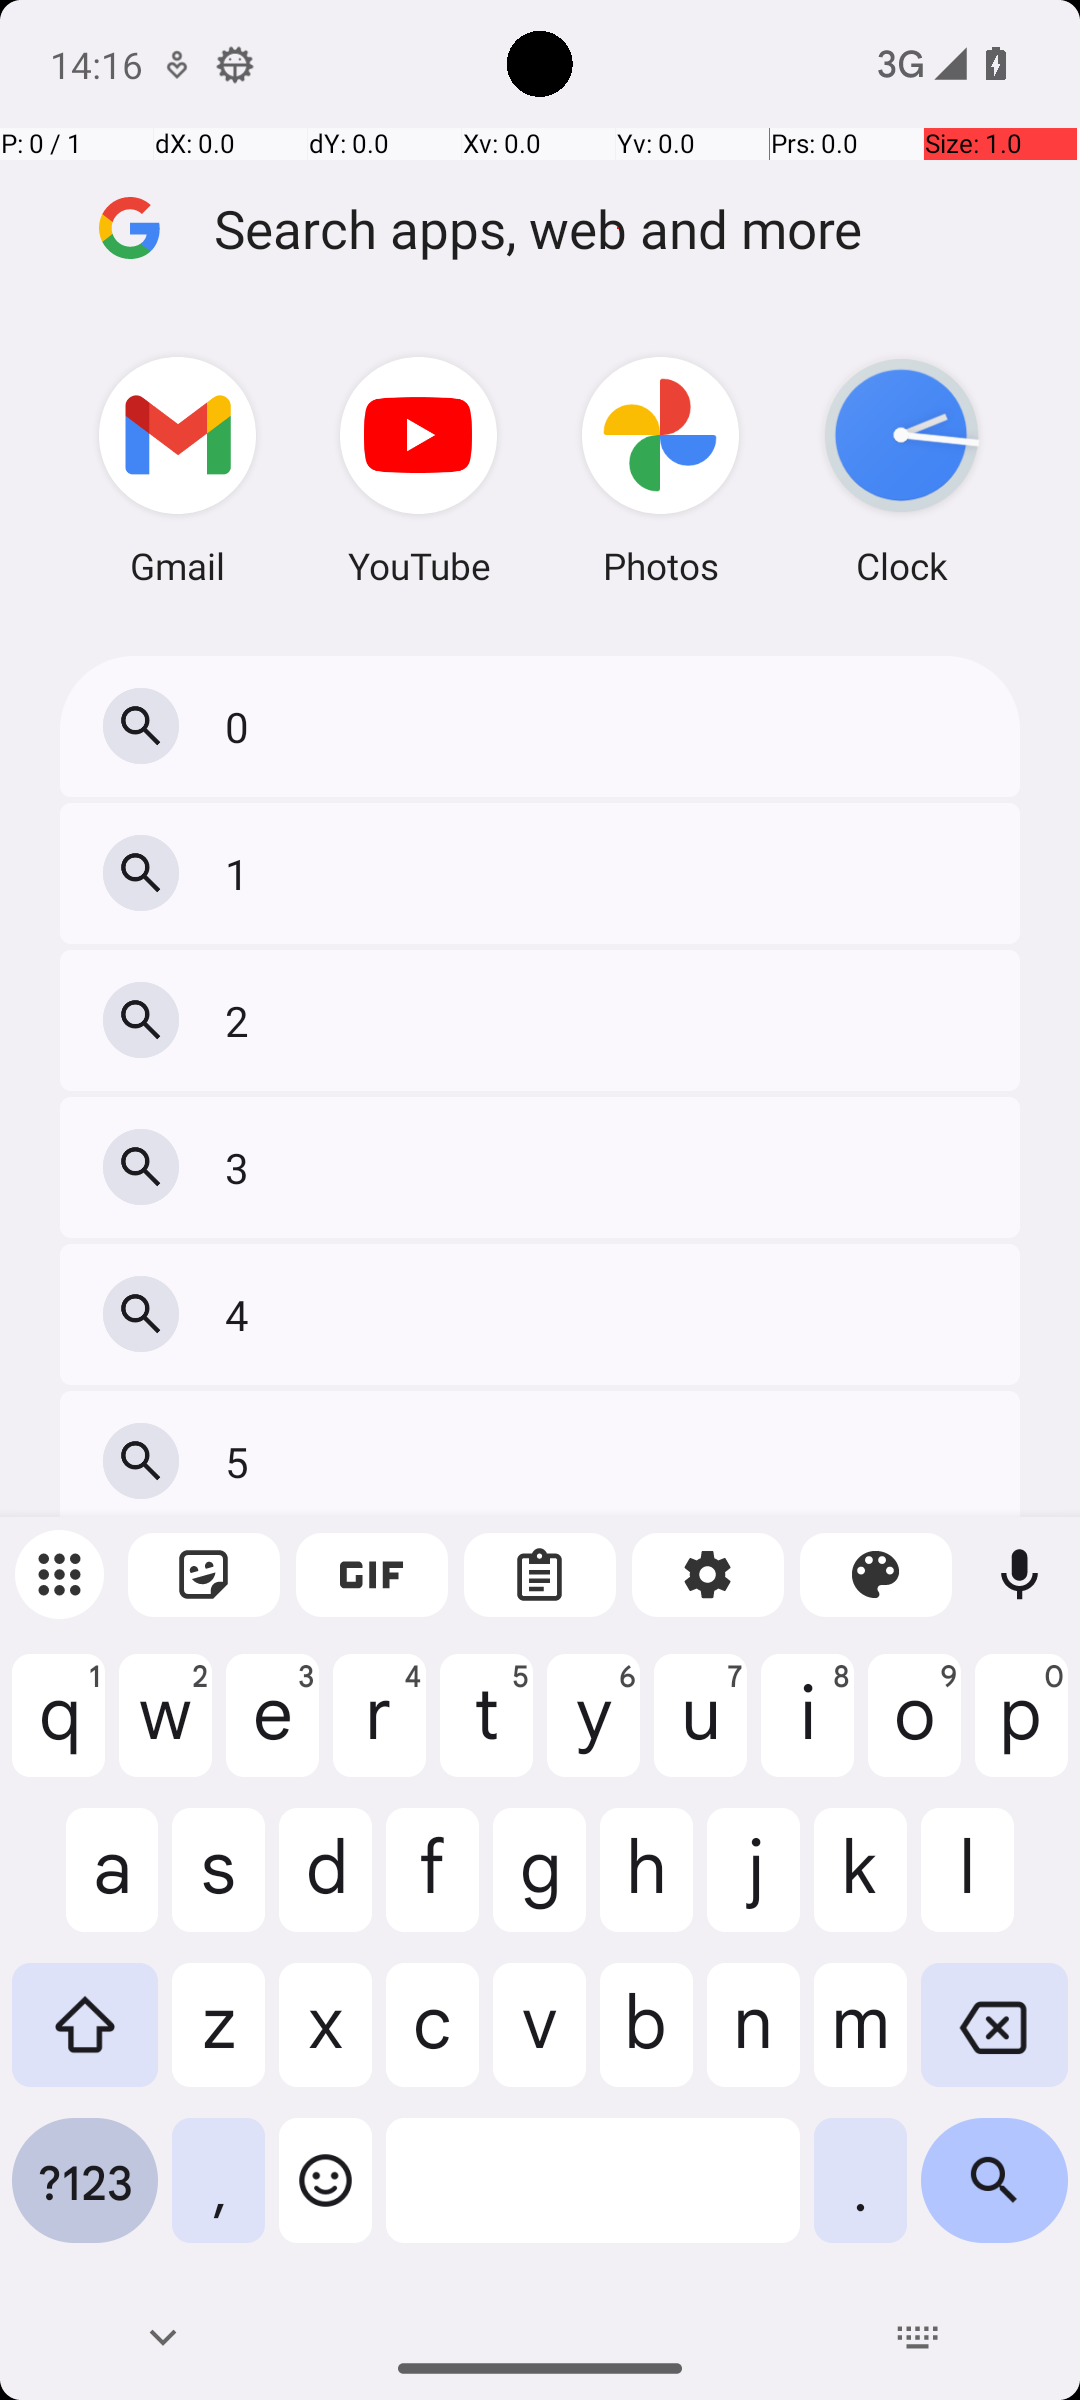 14:16 3G
P: 0 / 1 dX: 0.0 dY: 0.0 Xv: 0.0 Yv: 0.0 Prs: 0.0 Size: 1.0
Search apps, web and more
Gmail YouTube Photos Clock
0
1
2
3
4
5
GIF
q 1 w 2 e 3 r 4 t 5 y 6 u 7 i 8 o 9 p 0
a s d f g h j k l
z x c v b n m
?123 , .